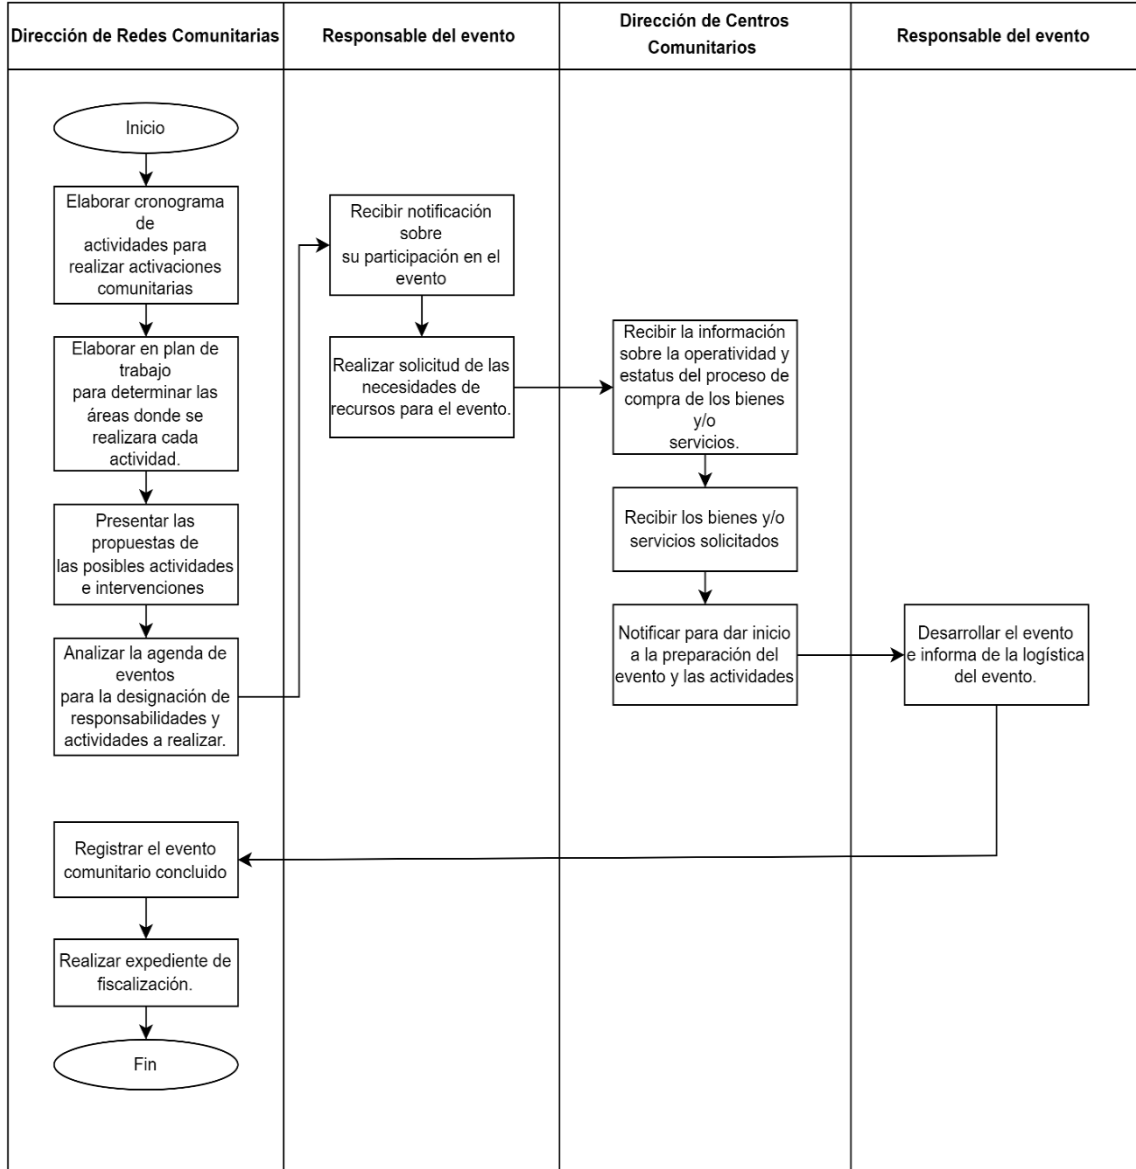 Dirección de Redes Comunitarias
Responsable del evento
Dirección de Centros
Comunitarios
Responsable del evento
Inicio
Elaborar cronograma
de
actividades para
realizar activaciones
comunitarias
Elaborar en plan de
trabajo
para determinar las
áreas donde se
realizara cada
actividad.
Presentar las
propuestas de
las posibles actividades
e intervenciones
Analizar la agenda de
eventos
para la designación de
responsabilidades y
actividades a realizar.
Recibir notificación
sobre
su participación en el
evento
Realizar solicitud de las
necesidades de
recursos para el evento.
Recibir la información
sobre la operatividad y
estatus del proceso de
compra de los bienes
y/o
servicios.
Recibir los bienes y/o
servicios solicitados
Notificar para dar inicio
a la preparación del
evento y las actividades
Desarrollar el evento
e informa de la logística
del evento.
Registrar el evento
comunitario concluido
Realizar expediente de
fiscalización.
Fin